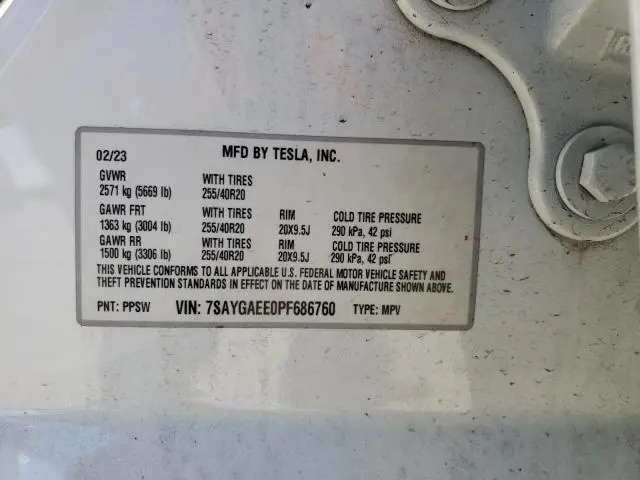 02/23 MFD BY TESLA, INC.
GVWR WITH TIRES
2571 kg (5669 lb) 255/40R20
GAWR FRT WITH TIRES RIM COLD TIRE PRESSURE
1363 kg (3004 lb) 255/40R20 20X9.5J 290 kPa, 42 psi
GAWR RR WITH TIRES RIM COLD TIRE PRESSURE
1500 kg (3306 lb) 255/40R20 20X9.5J 290 kPa, 42 psi
THIS VEHICLE CONFORMS TO ALL APPLICABLE U.S. FEDERAL MOTOR VEHICLE SAFETY AND
THEFT PREVENTION STANDARDS IN EFFECT ON THE DATE OF MANUFACTURE SHOWN ABOVE.
PNT: PPSW VIN: 7SAYGAEE0PF686760 TYPE: MPV